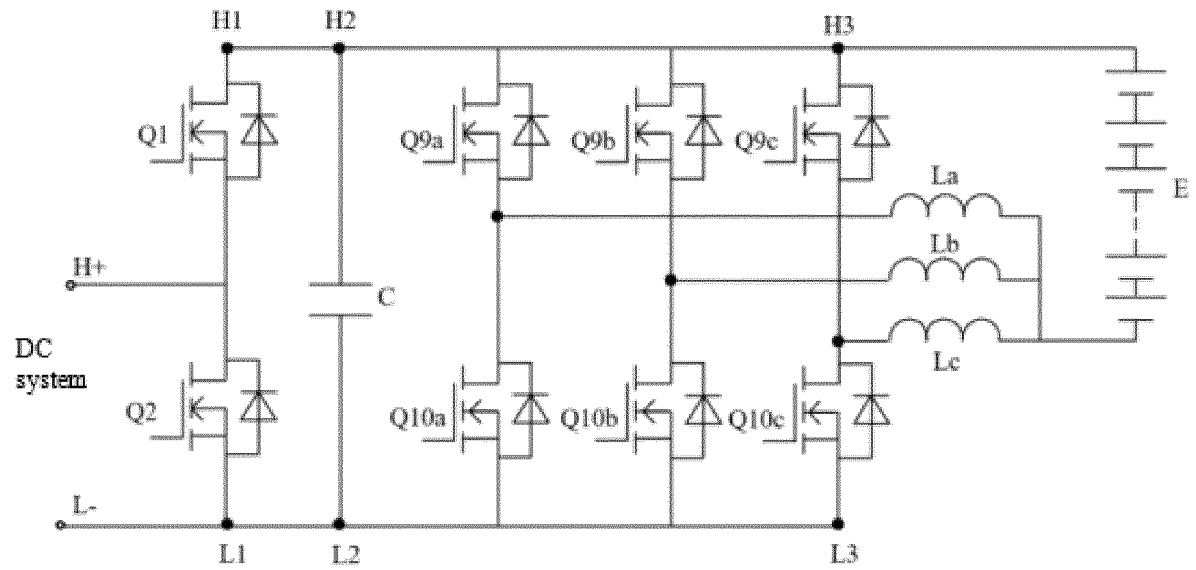 H1
H2
H3
Q1
Q9a
Q9b
Q9c
La
E
Lb
H+
C
Lc
DC
system
Q2
Q10a
Q10b
Q10c
L-
L1
L2
L3